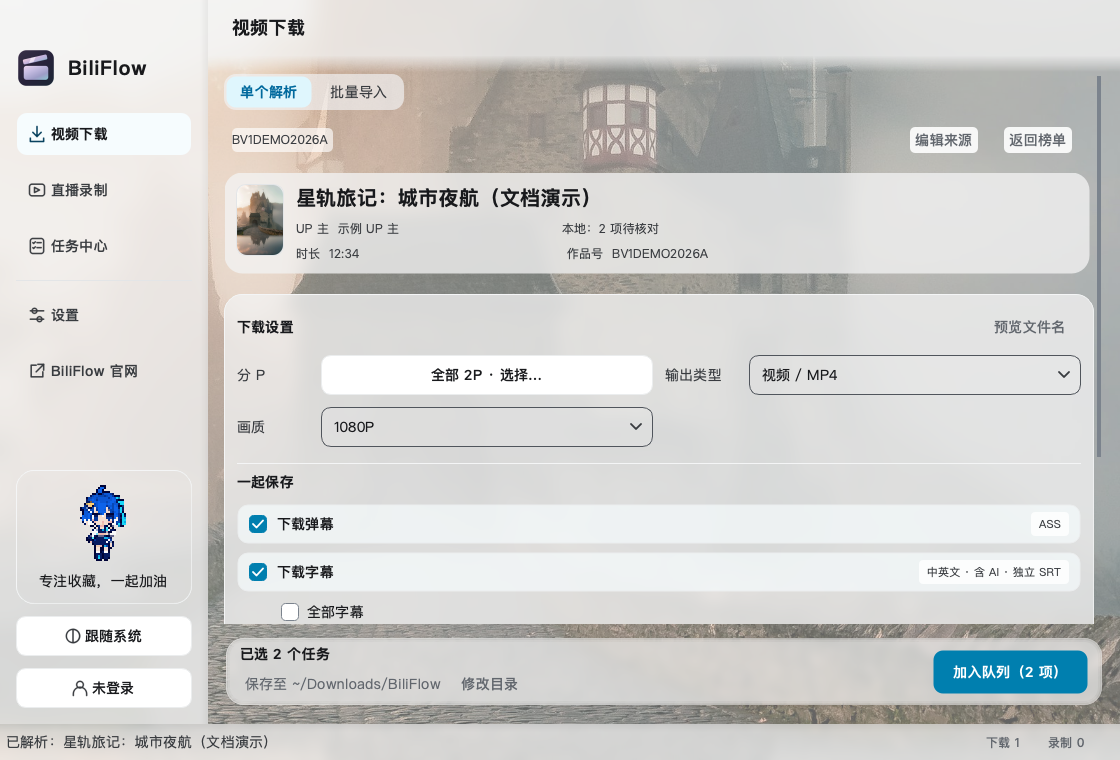 BiliFlow
视频下载
直播录制
任务中心
设置
BiliFlow 官网
专注收藏，一起加油
跟随系统
未登录
视频下载
单个解析 批量导入
BV1DEMO2026A 编辑来源 返回榜单
星轨旅记：城市夜航（文档演示）
UP 主 示例 UP 主 本地：2 项待核对
时长 12:34 作品号 BV1DEMO2026A
下载设置 预览文件名
分 P 全部 2P · 选择... 输出类型 视频 / MP4
画质 1080P
一起保存
下载弹幕 ASS
下载字幕 中英文 · 含 AI · 独立 SRT
全部字幕
已选 2 个任务
保存至 ~/Downloads/BiliFlow 修改目录
加入队列（2 项）
已解析：星轨旅记：城市夜航（文档演示） 下载 1 录制 0